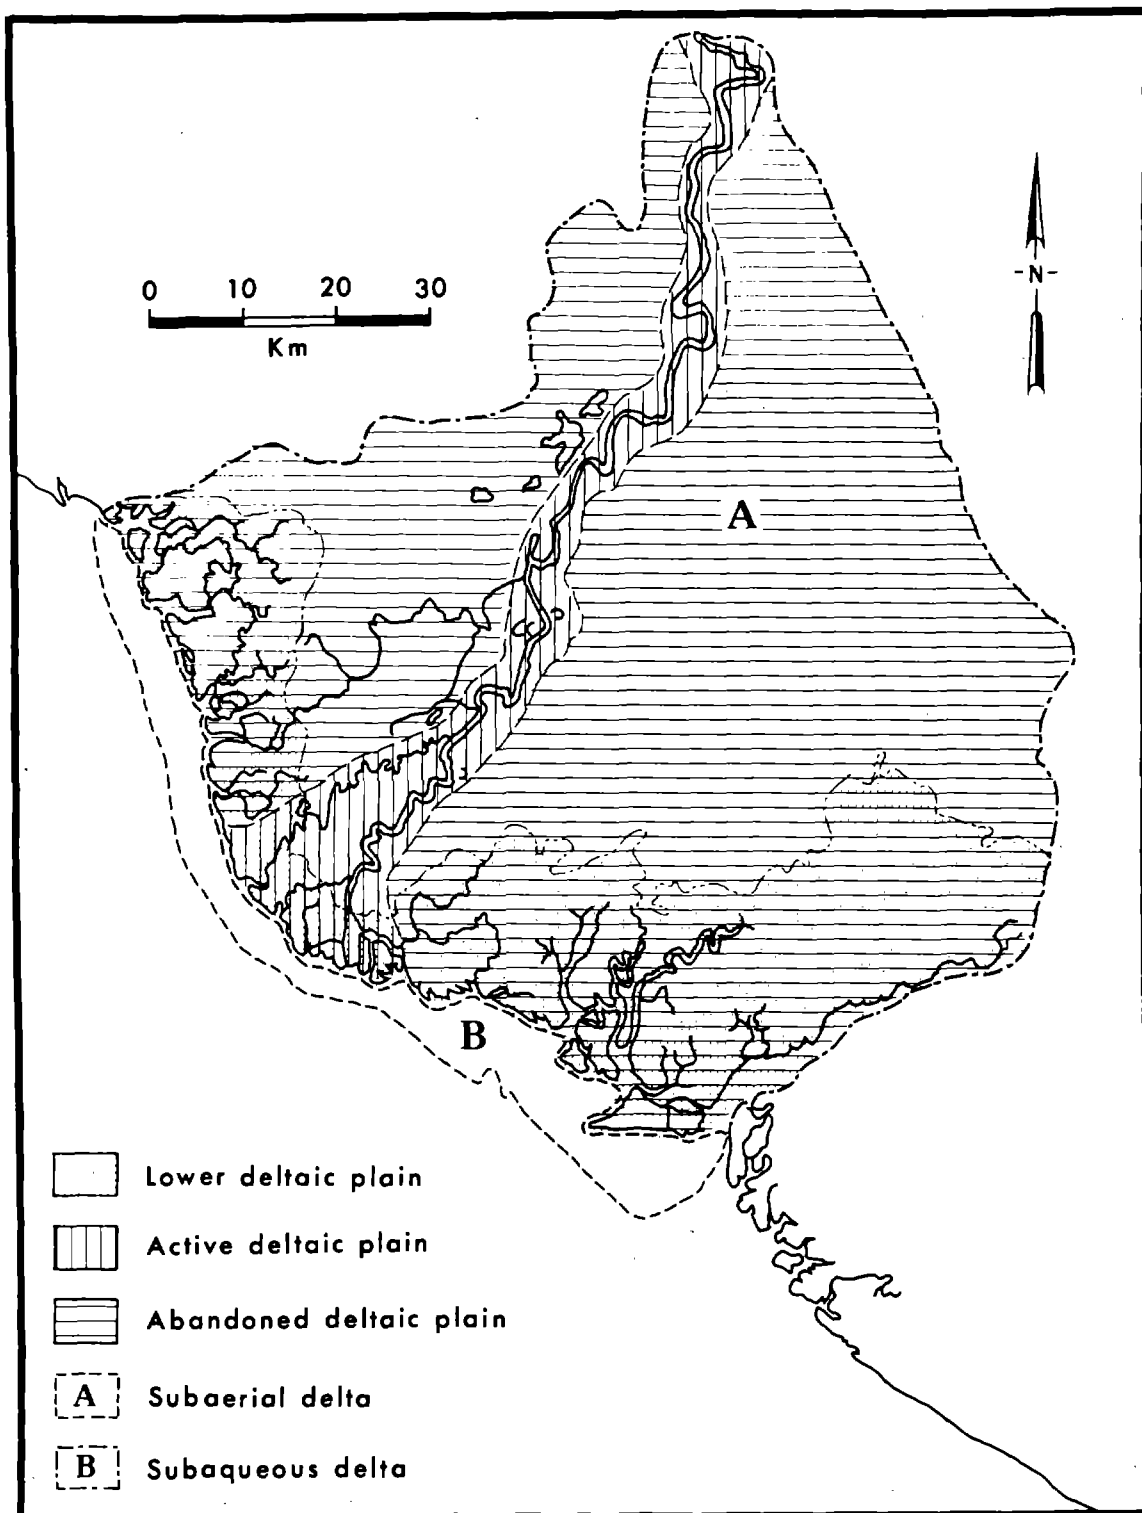 0 10 20 30
Km
-N-
A
B
Lower deltaic plain
Active deltaic plain
Abandoned deltaic plain
A Subaerial delta
B Subaqueous delta